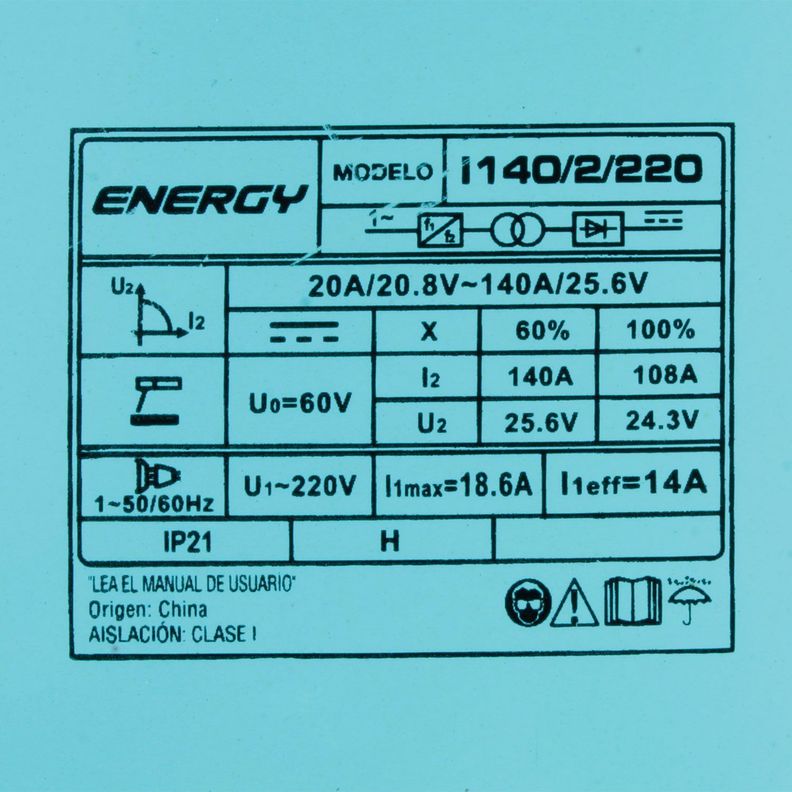 ENERGY
MODELO
I140/2/220
1~
f1
f2
U2
I2
20A/20.8V~140A/25.6V
X 60% 100%
U0=60V
I2 140A 108A
U2 25.6V 24.3V
1~50/60Hz
U1~220V
I1max=18.6A
I1eff=14A
IP21
H
"LEA EL MANUAL DE USUARIO"
Origen: China
AISLACIÓN: CLASE I